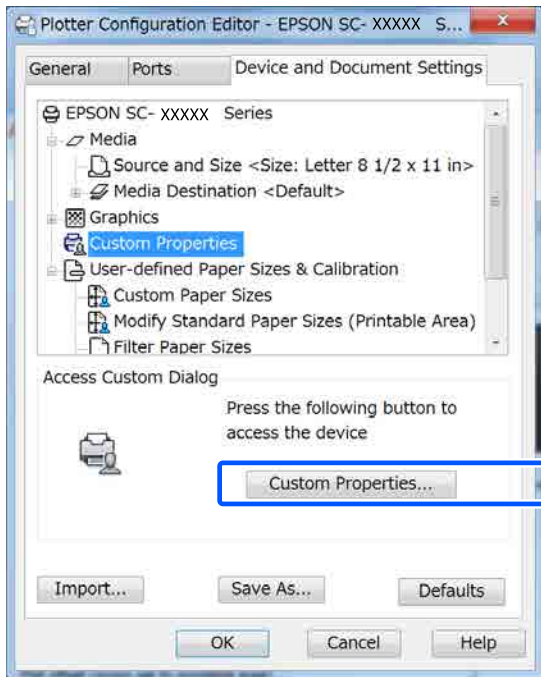 Plotter Configuration Editor - EPSON SC- XXXXX S...
General Ports Device and Document Settings
EPSON SC- XXXXX Series
Media
Source and Size <Size: Letter 8 1/2 x 11 in>
Media Destination <Default>
Graphics
Custom Properties
User-defined Paper Sizes & Calibration
Custom Paper Sizes
Modify Standard Paper Sizes (Printable Area)
Filter Paper Sizes
Access Custom Dialog
Press the following button to
access the device
Custom Properties...
Import... Save As... Defaults
OK Cancel Help